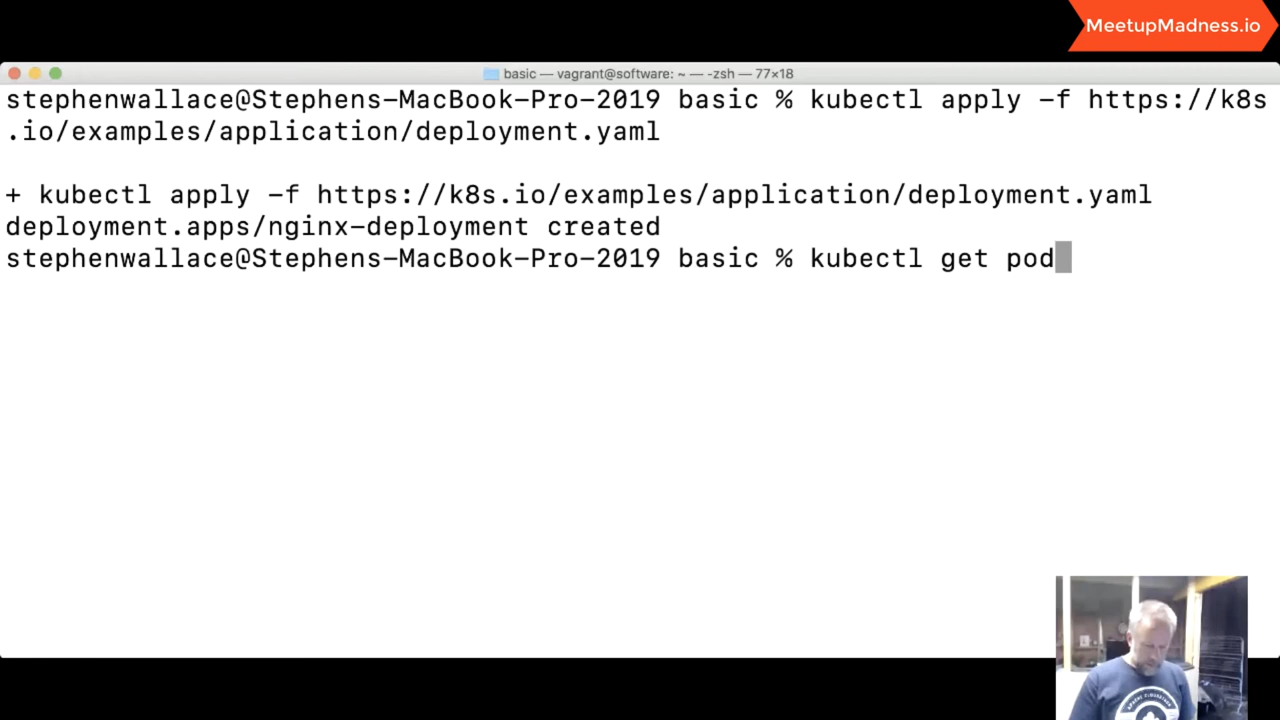 MeetupMadness.io
basic — vagrant@software: ~ — -zsh — 77×18
stephenwallace@Stephens-MacBook-Pro-2019 basic % kubectl apply -f https://k8s
.io/examples/application/deployment.yaml
+ kubectl apply -f https://k8s.io/examples/application/deployment.yaml
deployment.apps/nginx-deployment created
stephenwallace@Stephens-MacBook-Pro-2019 basic % kubectl get pod